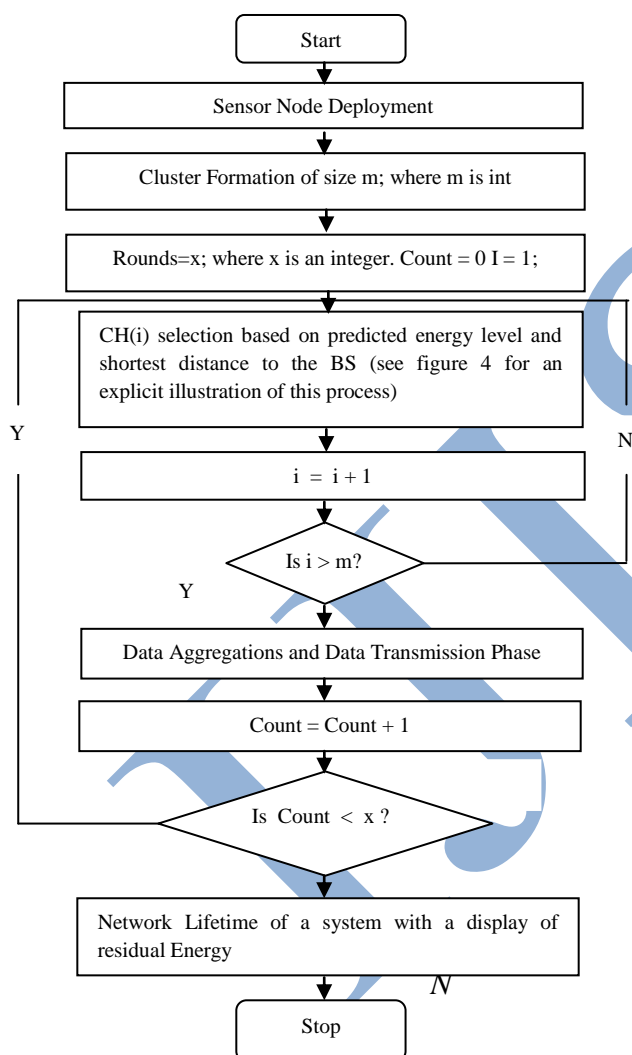 Start
Sensor Node Deployment
Cluster Formation of size m; where m is int
Rounds=x; where x is an integer. Count = 0 I = 1;
CH(i) selection based on predicted energy level and
shortest distance to the BS (see figure 4 for an
explicit illustration of this process)
Y
N
i = i + 1
Is i > m?
Y
Data Aggregations and Data Transmission Phase
Count = Count + 1
Is Count < x ?
Network Lifetime of a system with a display of
residual Energy
N
Stop